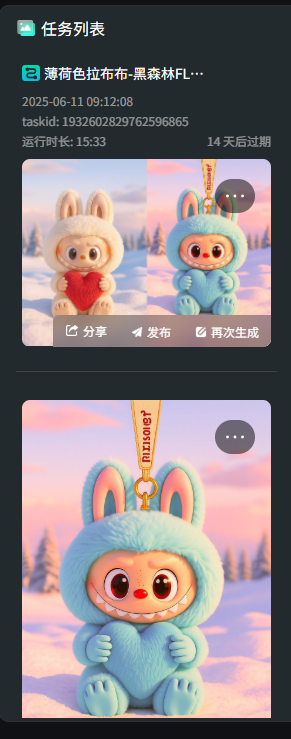 任务列表
薄荷色拉布布-黑森林FL…
2025-06-11 09:12:08
taskid: 1932602829762596865
运行时长: 15:33 14 天后过期
分享 发布 再次生成